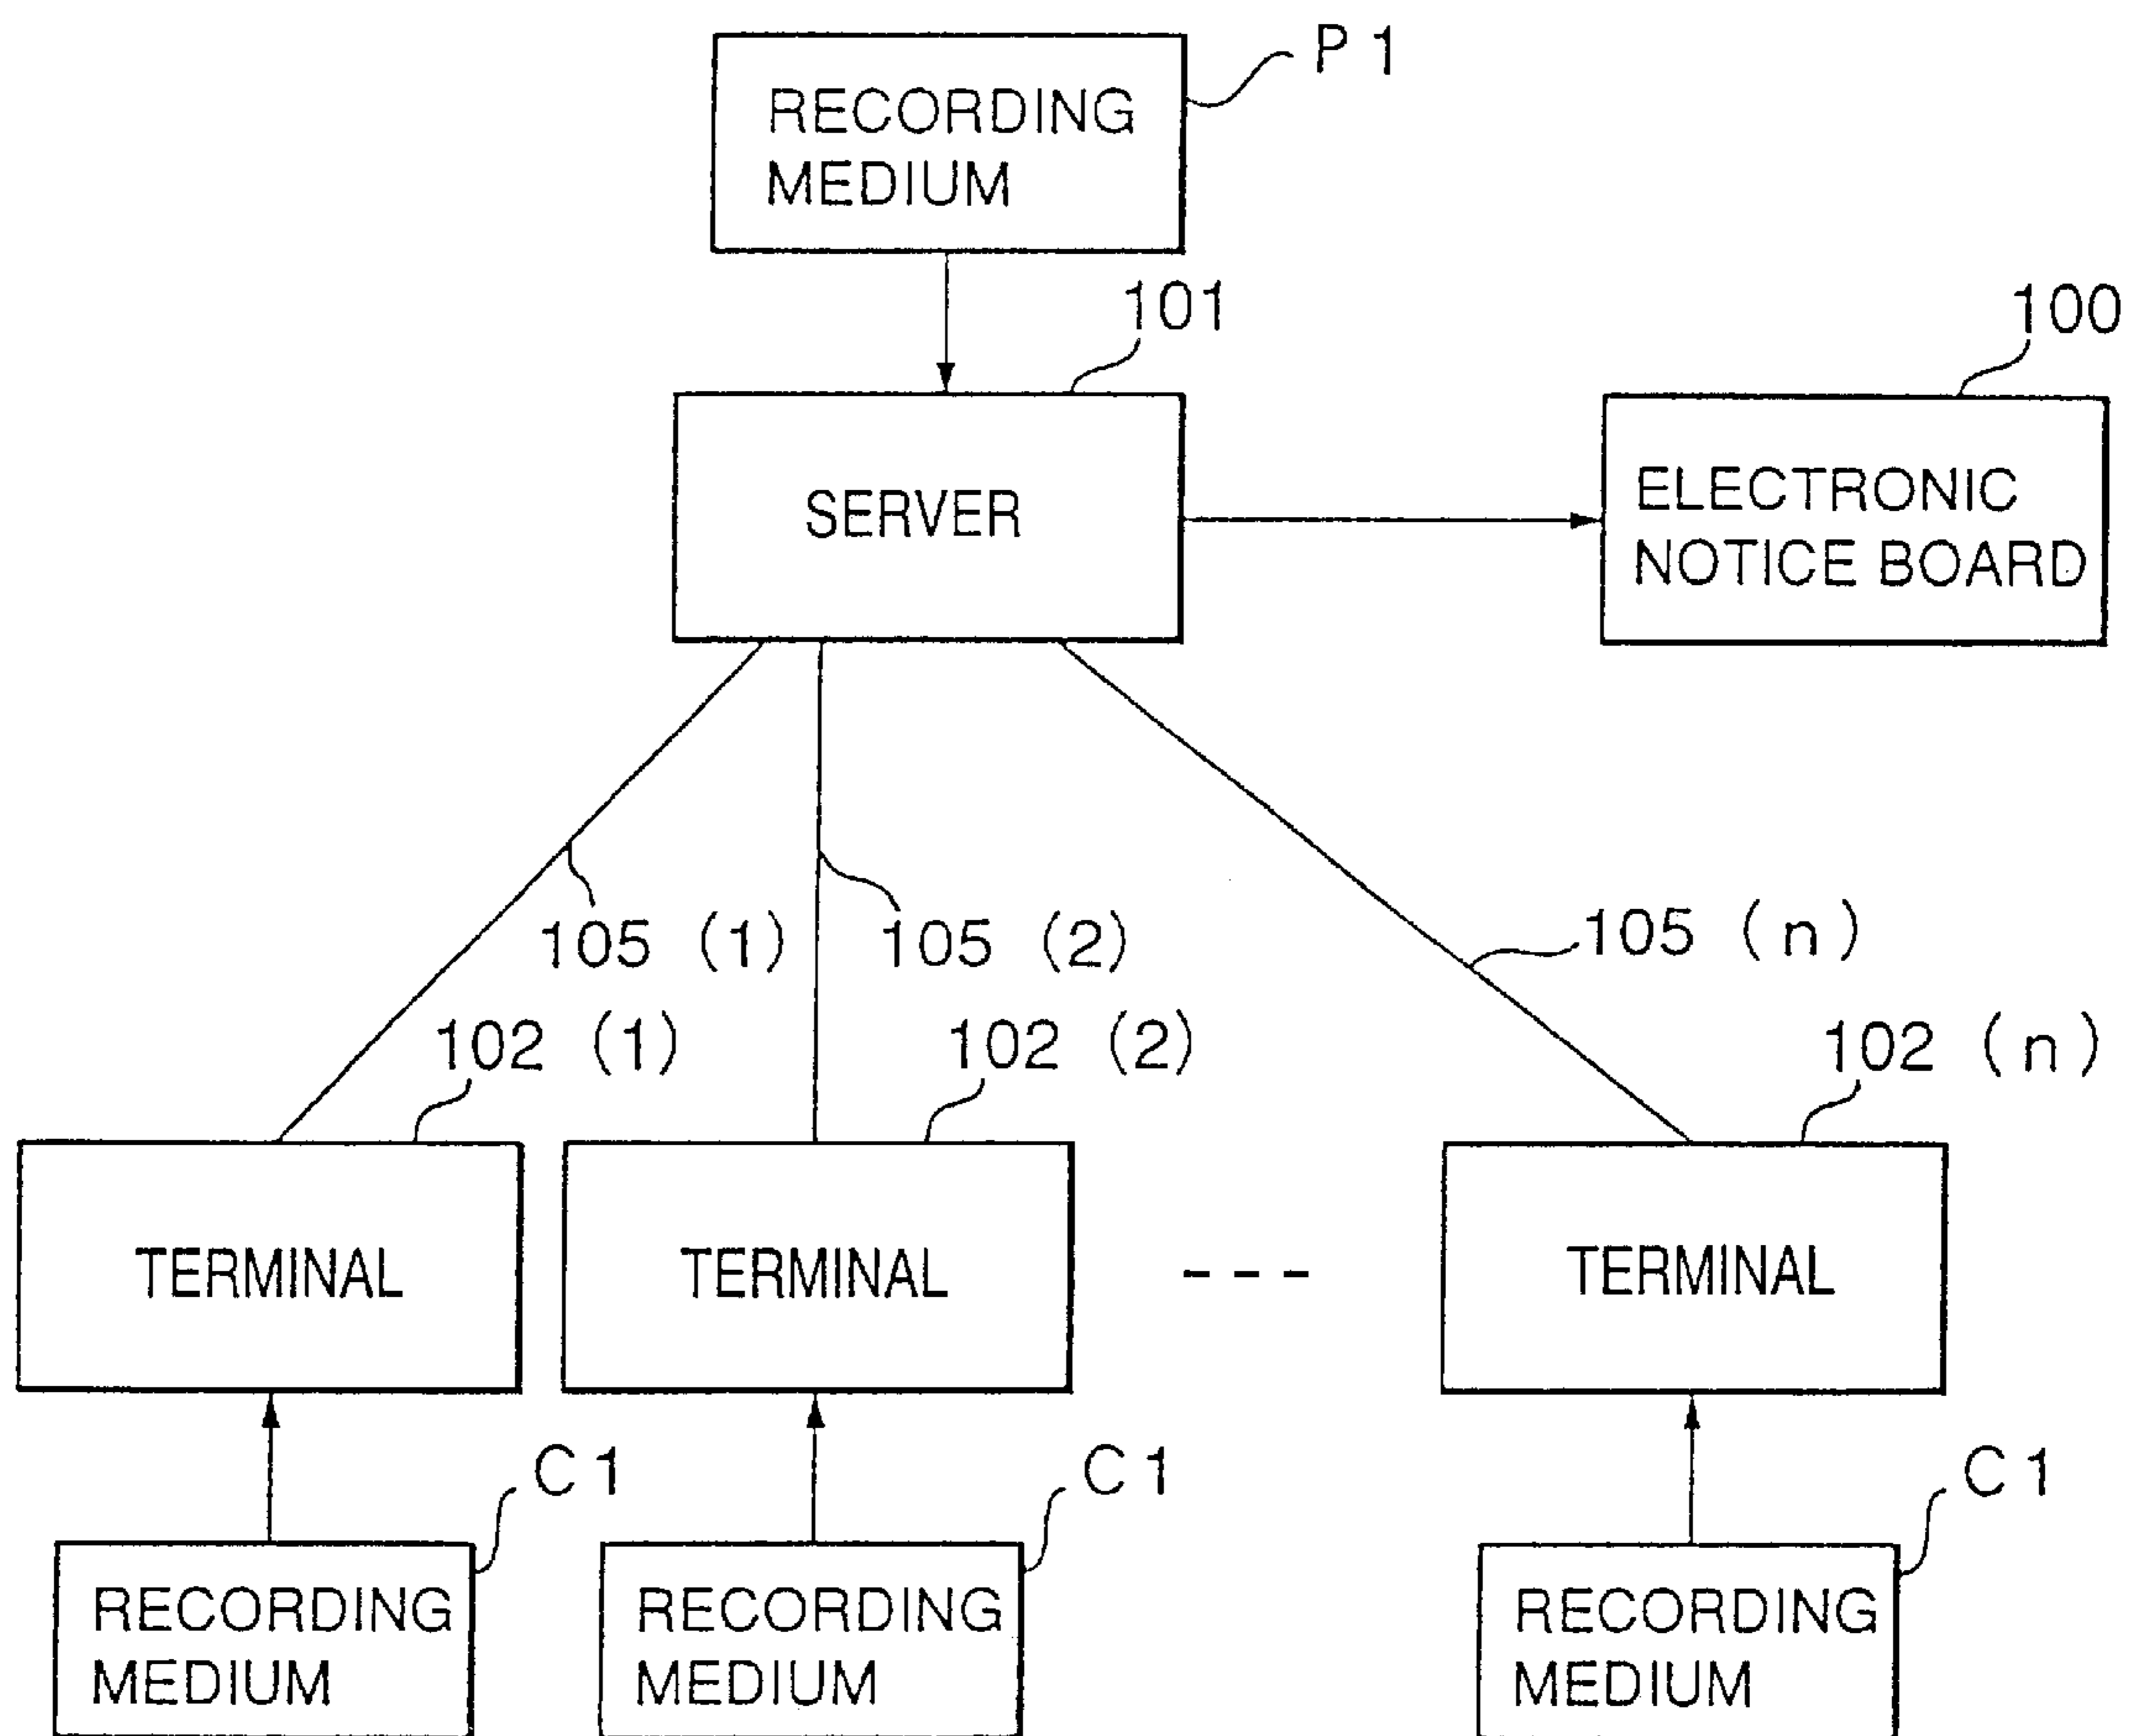 P1
RECORDING
MEDIUM
101
100
SERVER
ELECTRONIC
NOTICE BOARD
105 (1)
105 (2)
105 (n)
102 (1)
102 (2)
102 (n)
TERMINAL
TERMINAL
---
TERMINAL
C1
C1
C1
RECORDING
MEDIUM
RECORDING
MEDIUM
RECORDING
MEDIUM